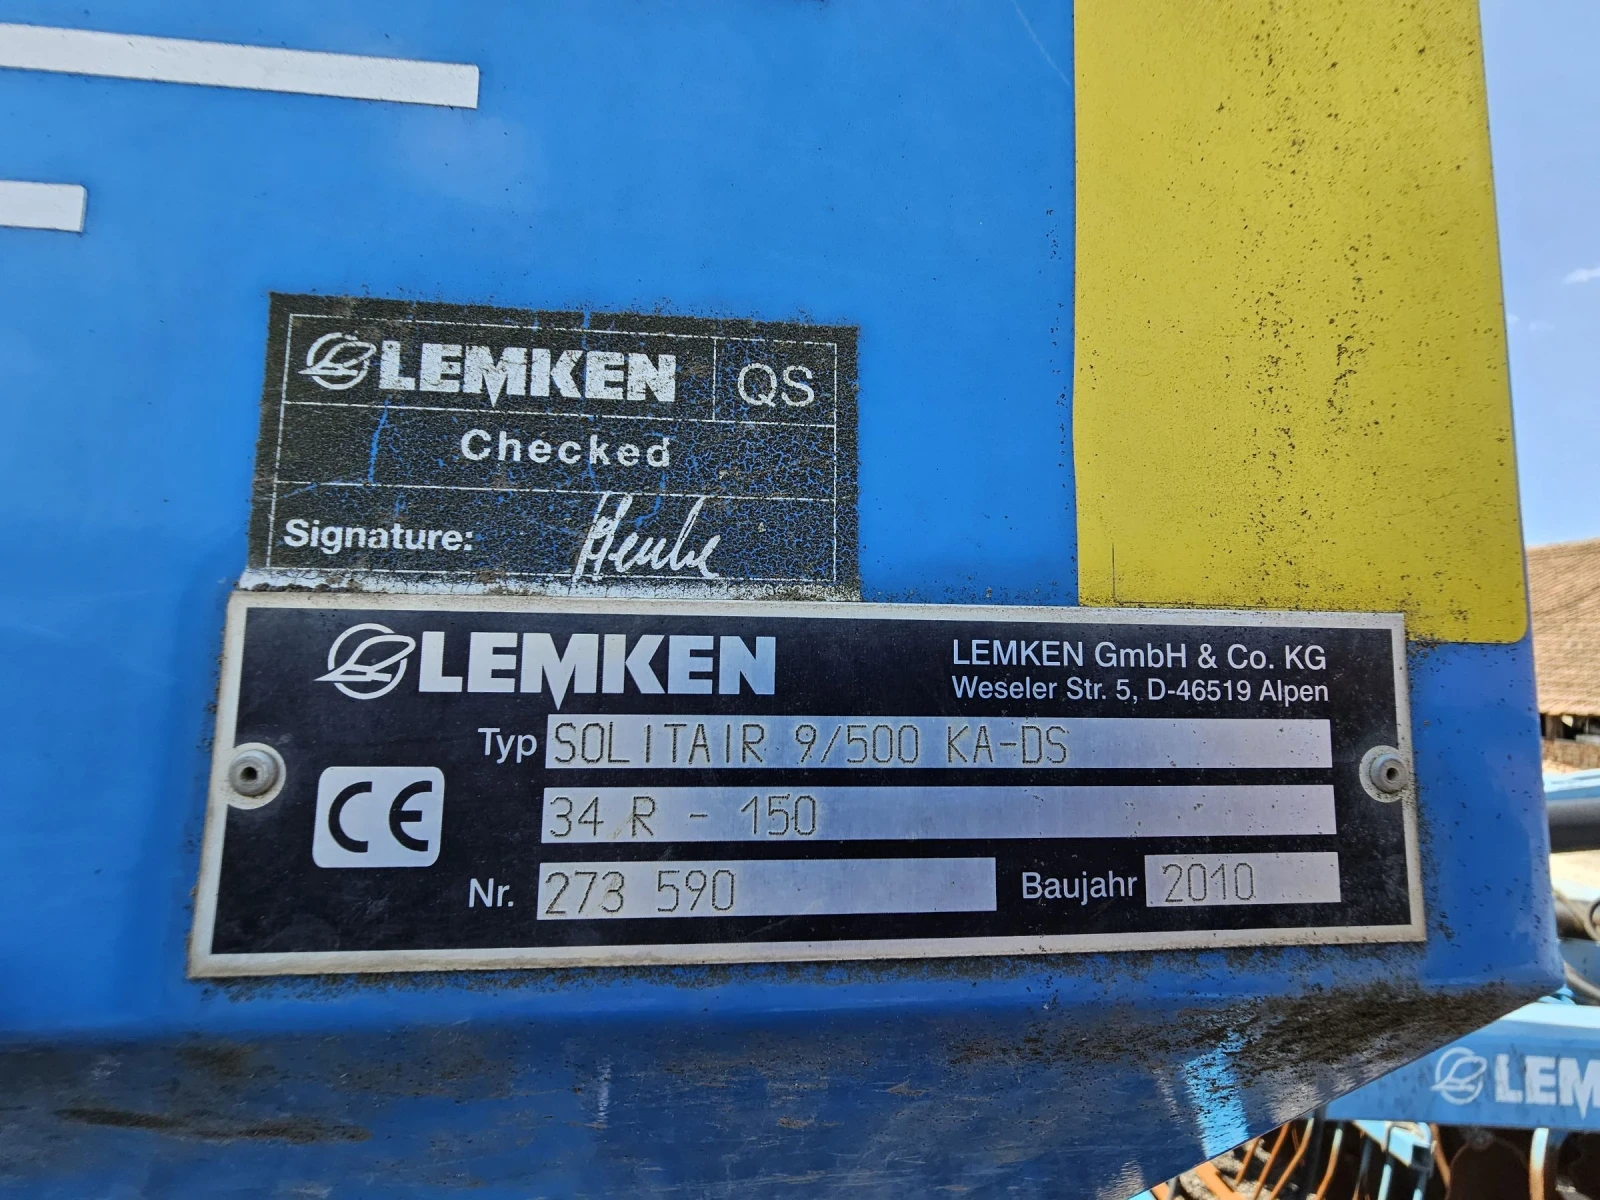 LEMKEN QS
Checked
Signature: Henke
LEMKEN
LEMKEN GmbH & Co. KG
Weseler Str. 5, D-46519 Alpen
Typ SOLITAIR 9/500 KA-DS
34 R - 150
CE
Nr. 273 590 Baujahr 2010
LEM